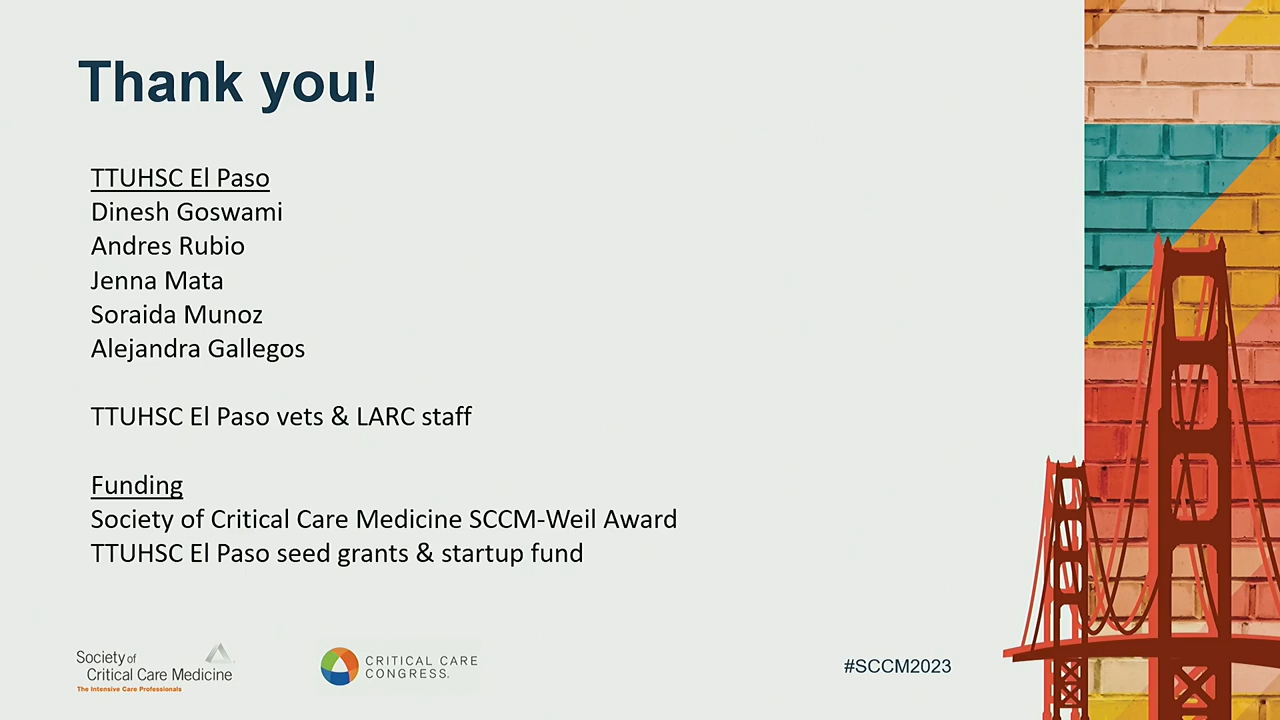 Thank you!
TTUHSC El Paso
Dinesh Goswami
Andres Rubio
Jenna Mata
Soraida Munoz
Alejandra Gallegos
TTUHSC El Paso vets & LARC staff
Funding
Society of Critical Care Medicine SCCM-Weil Award
TTUHSC El Paso seed grants & startup fund
Society of
Critical Care Medicine
The Intensive Care Professionals
CRITICAL CARE
CONGRESS.
#SCCM2023